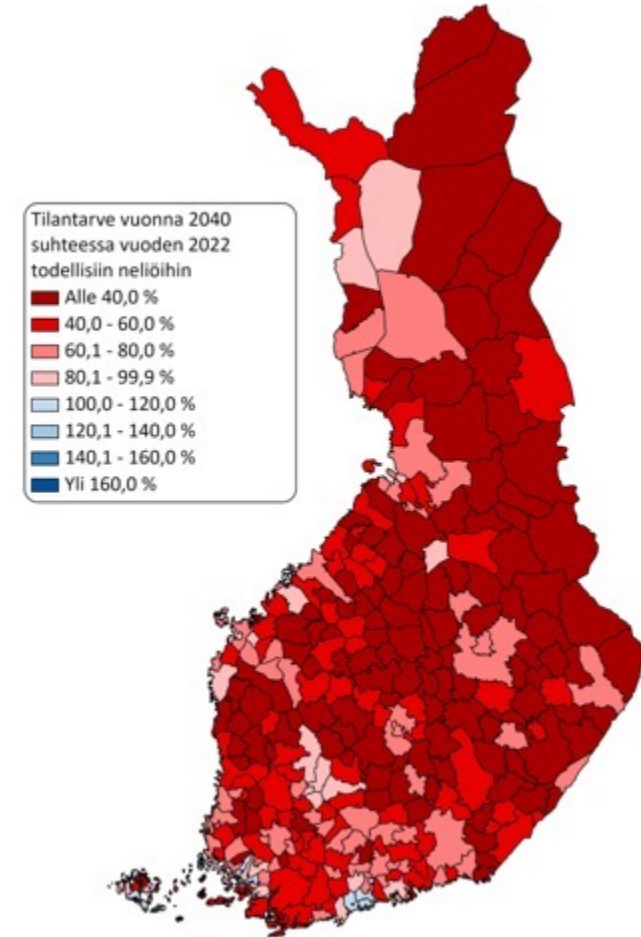 Tilantarve vuonna 2040
suhteessa vuoden 2022
todellisiin neliöihin
Alle 40,0 %
40,0 - 60,0 %
60,1 - 80,0 %
80,1 - 99,9 %
100,0 - 120,0 %
120,1 - 140,0 %
140,1 - 160,0 %
Yli 160,0 %